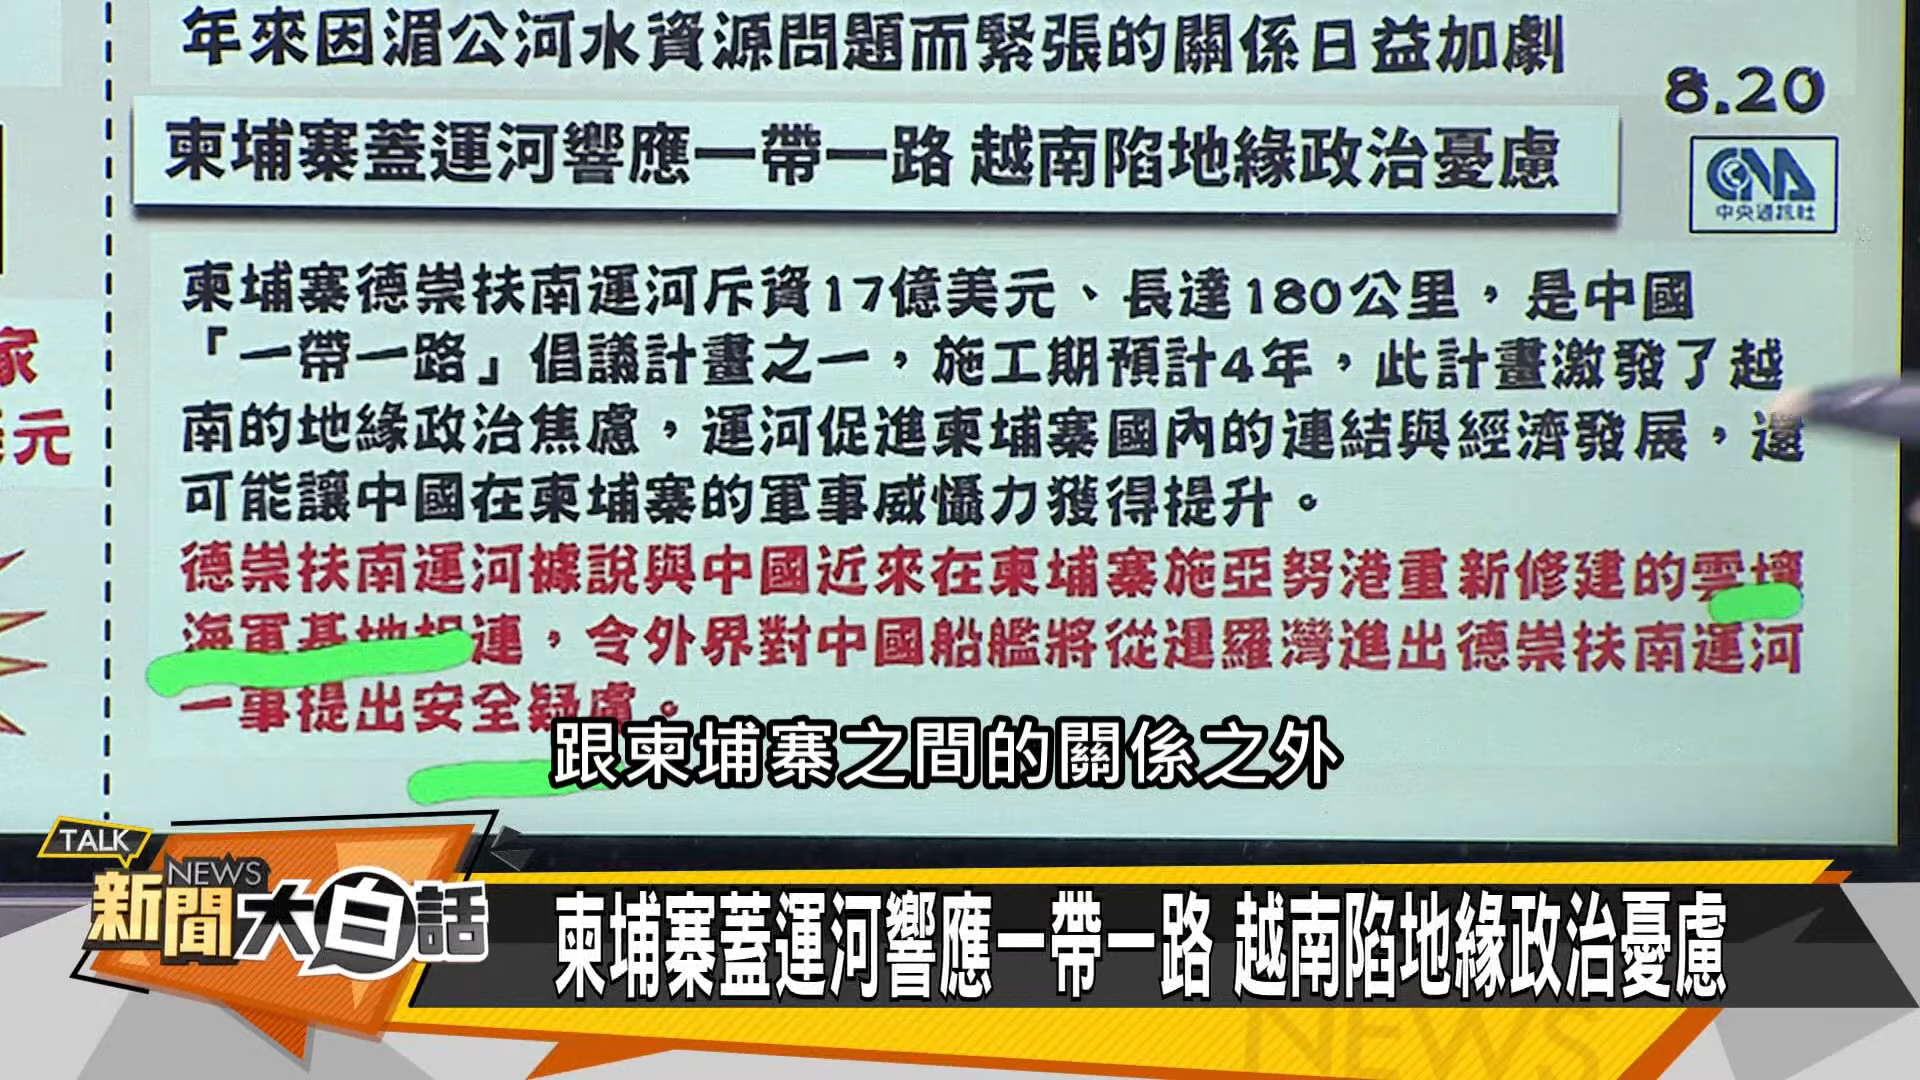 年來因湄公河水資源問題而緊張的關係日益加劇
8.20
柬埔寨蓋運河響應一帶一路 越南陷地緣政治憂慮
CNA
中央通訊社
柬埔寨德崇扶南運河斥資17億美元、長達180公里，是中國
「一帶一路」倡議計畫之一，施工期預計4年，此計畫激發了越
南的地緣政治焦慮，運河促進柬埔寨國內的連結與經濟發展，還
可能讓中國在柬埔寨的軍事威懾力獲得提升。
德崇扶南運河據說與中國近來在柬埔寨施亞努港重新修建的雲壤
海軍基地相連，令外界對中國船艦將從暹羅灣進出德崇扶南運河
一事提出安全疑慮。
家
美元
跟柬埔寨之間的關係之外
TALK
NEWS
新聞大白話
柬埔寨蓋運河響應一帶一路 越南陷地緣政治憂慮
NEWS